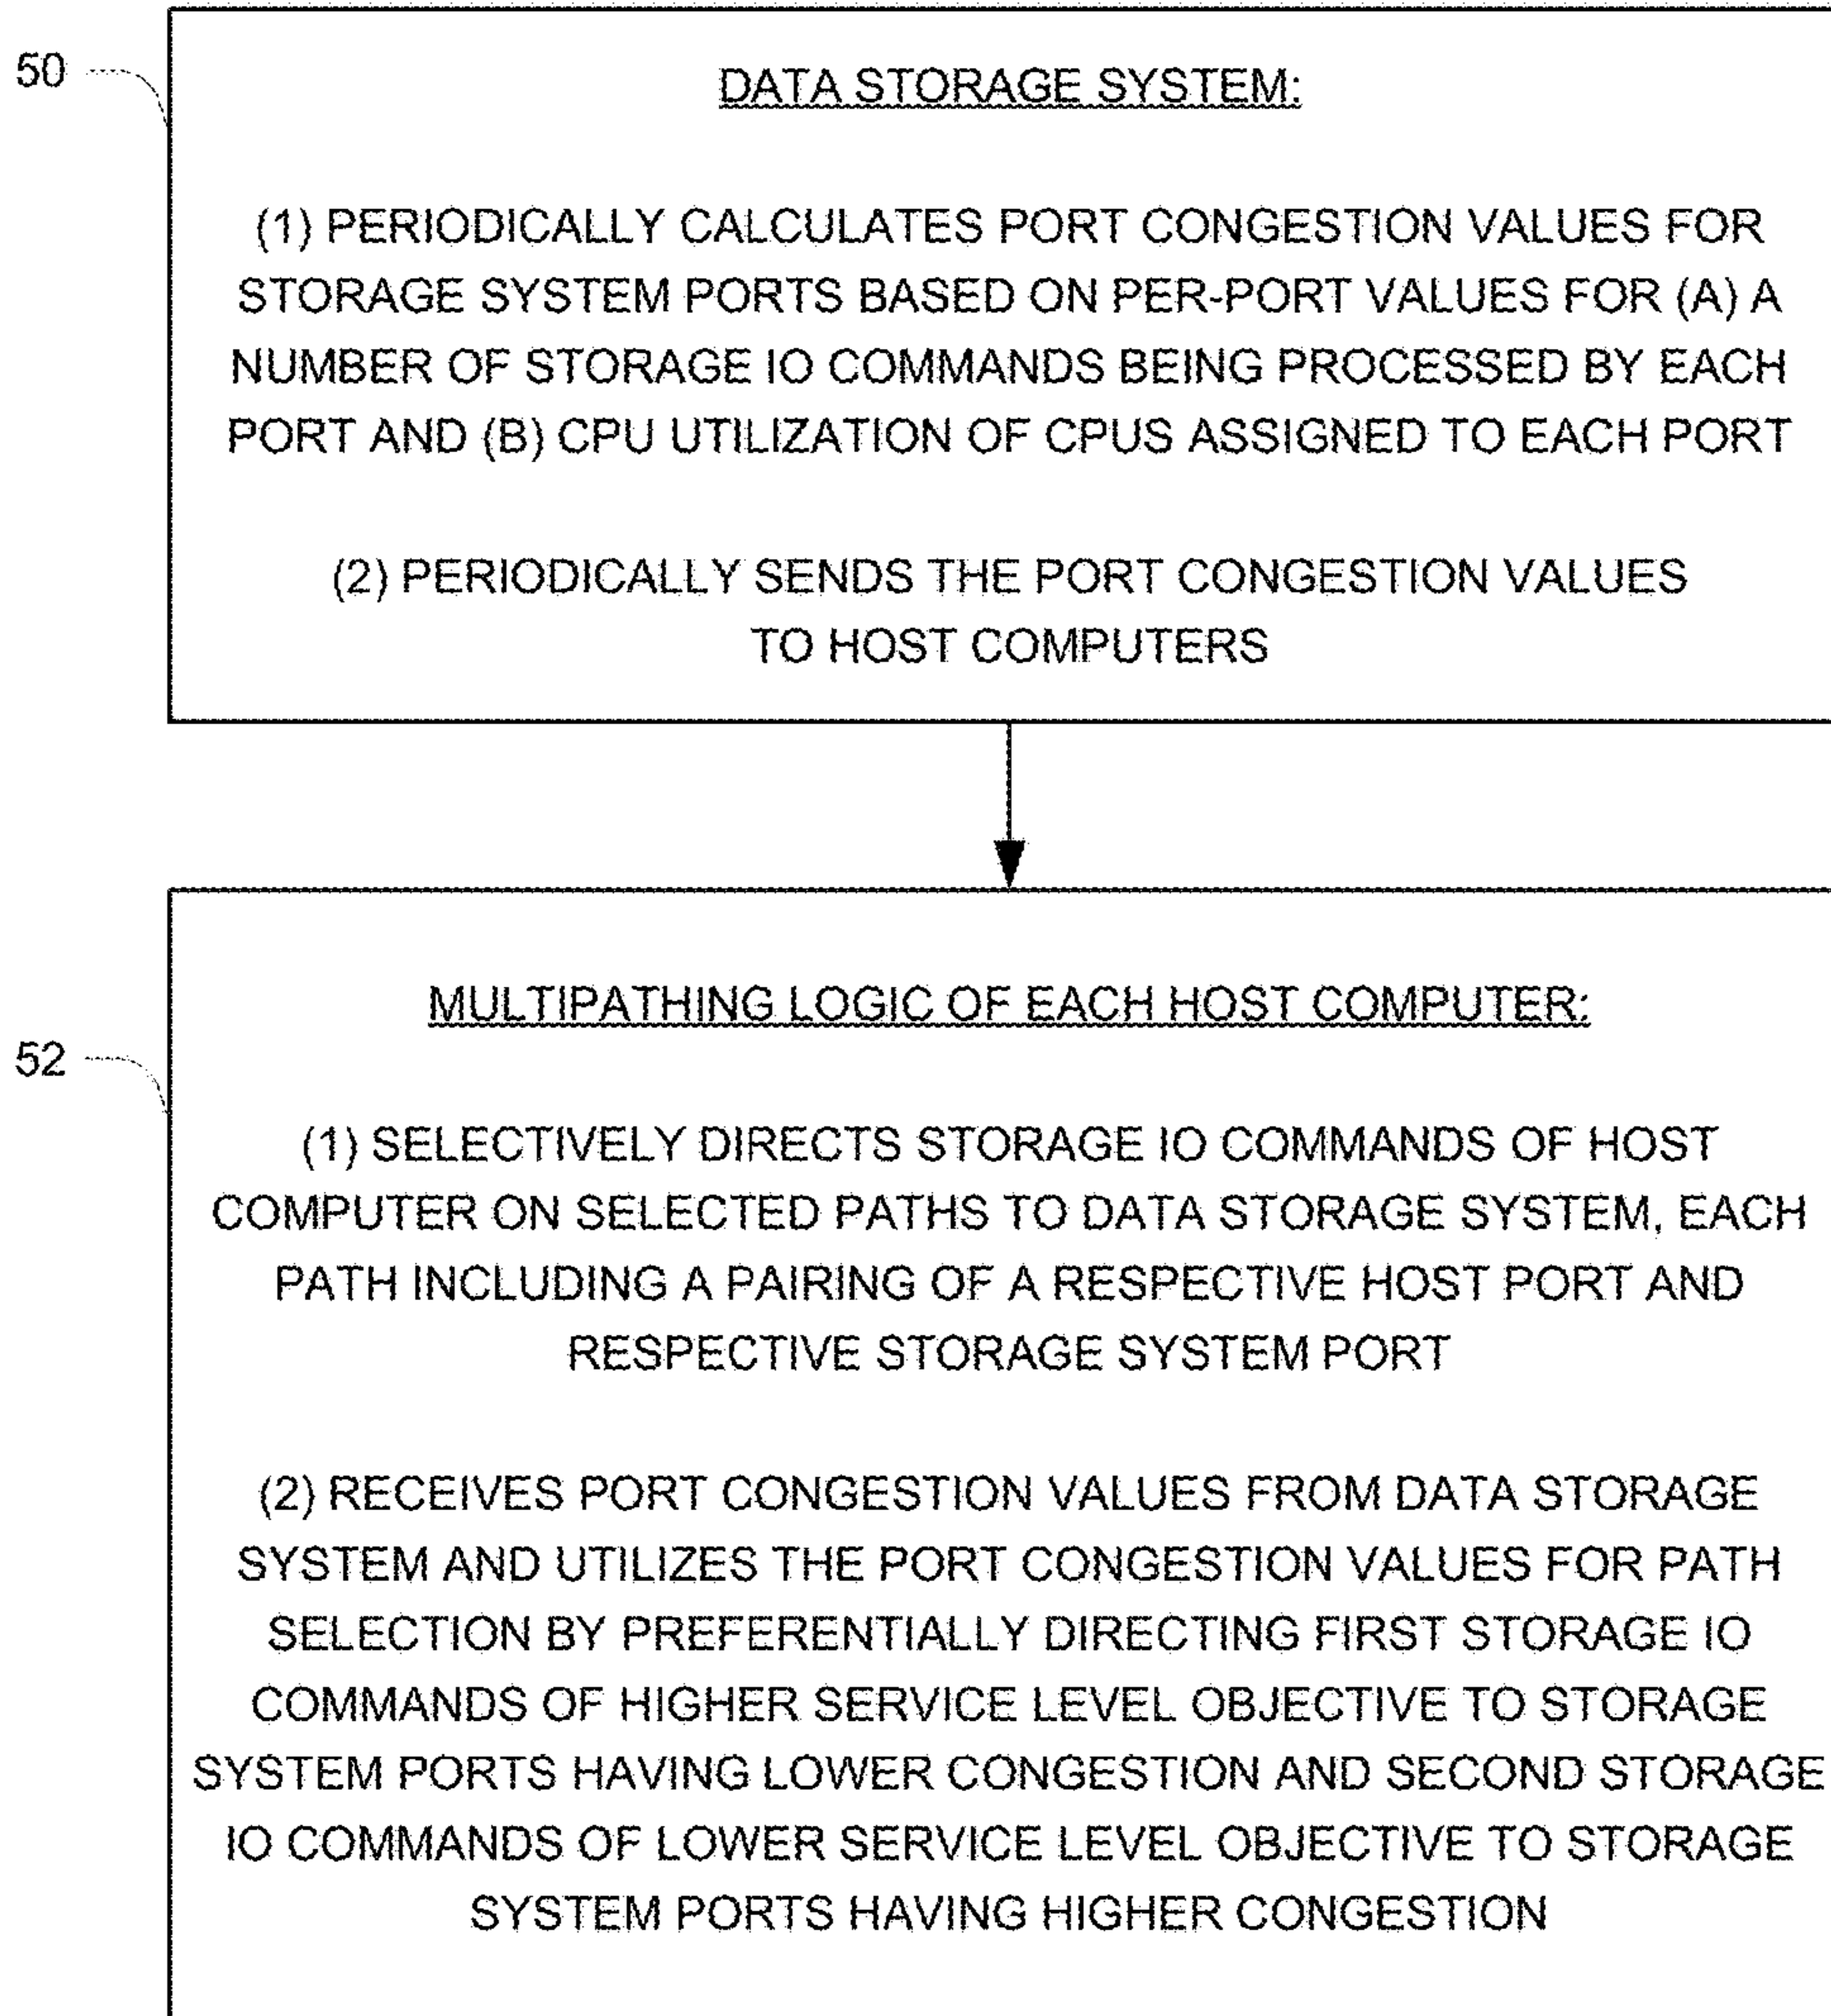 50
DATA STORAGE SYSTEM:
(1) PERIODICALLY CALCULATES PORT CONGESTION VALUES FOR
STORAGE SYSTEM PORTS BASED ON PER-PORT VALUES FOR (A) A
NUMBER OF STORAGE IO COMMANDS BEING PROCESSED BY EACH
PORT AND (B) CPU UTILIZATION OF CPUS ASSIGNED TO EACH PORT
(2) PERIODICALLY SENDS THE PORT CONGESTION VALUES
TO HOST COMPUTERS
52
MULTIPATHING LOGIC OF EACH HOST COMPUTER:
(1) SELECTIVELY DIRECTS STORAGE IO COMMANDS OF HOST
COMPUTER ON SELECTED PATHS TO DATA STORAGE SYSTEM, EACH
PATH INCLUDING A PAIRING OF A RESPECTIVE HOST PORT AND
RESPECTIVE STORAGE SYSTEM PORT
(2) RECEIVES PORT CONGESTION VALUES FROM DATA STORAGE
SYSTEM AND UTILIZES THE PORT CONGESTION VALUES FOR PATH
SELECTION BY PREFERENTIALLY DIRECTING FIRST STORAGE IO
COMMANDS OF HIGHER SERVICE LEVEL OBJECTIVE TO STORAGE
SYSTEM PORTS HAVING LOWER CONGESTION AND SECOND STORAGE
IO COMMANDS OF LOWER SERVICE LEVEL OBJECTIVE TO STORAGE
SYSTEM PORTS HAVING HIGHER CONGESTION